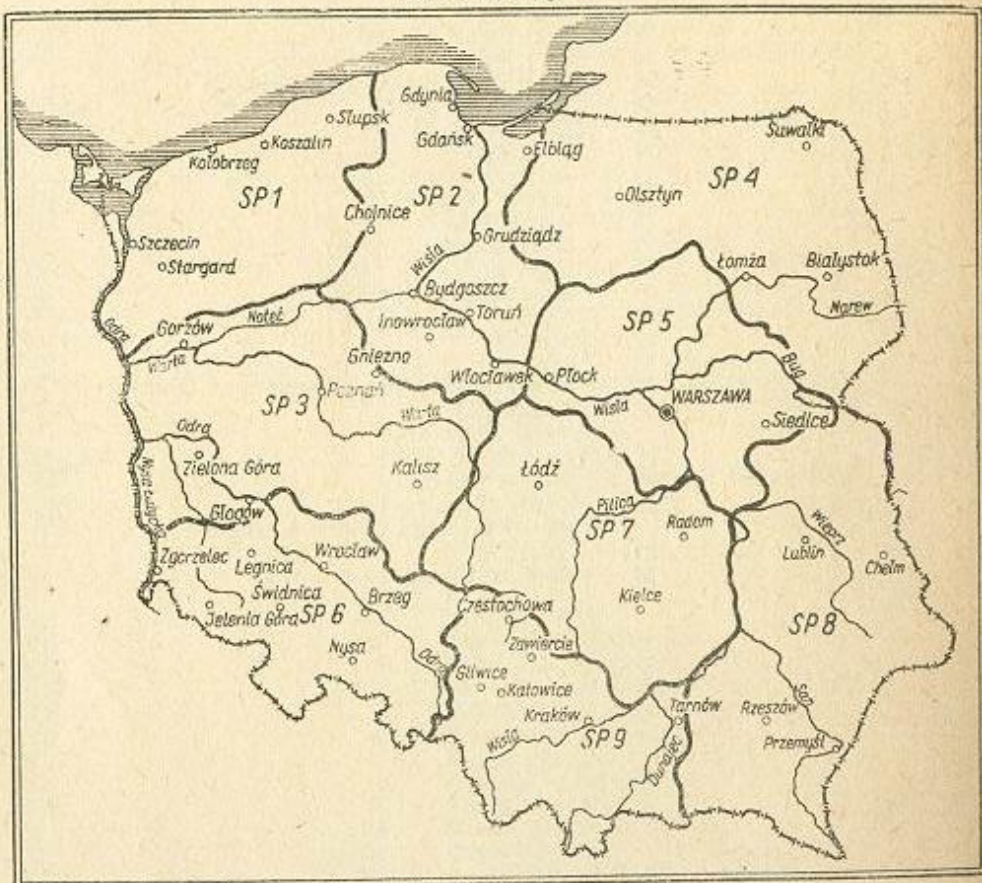 Gdynia
Słupsk
Gdańsk
Suwałki
Koszalin
Kołobrzeg
Elbląg
SP 1
SP 2
SP 4
Olsztyn
Chojnice
Szczecin
Grudziądz
Stargard
Wisła
Łomża
Białystok
Bydgoszcz
Noteć
Toruń
Narew
Odra
Gorzów
Inowrocław
SP 5
Warta
Gniezno
Włocławek
Płock
Bug
SP 3
Poznań
Warta
Wisła
WARSZAWA
Siedlce
Odra
Zielona Góra
Kalisz
Łódź
Nysa Łużycka
Pilica
Głogów
SP 7
Radom
Wieprz
Lublin
Zgorzelec
Legnica
Wrocław
Chełm
Świdnica
Jelenia Góra
SP 6
Brzeg
Częstochowa
Kielce
SP 8
Nysa
Odra
Zawiercie
Gliwice
Katowice
San
Kraków
Tarnów
Rzeszów
Wisła
SP 9
Dunajec
Przemyśl